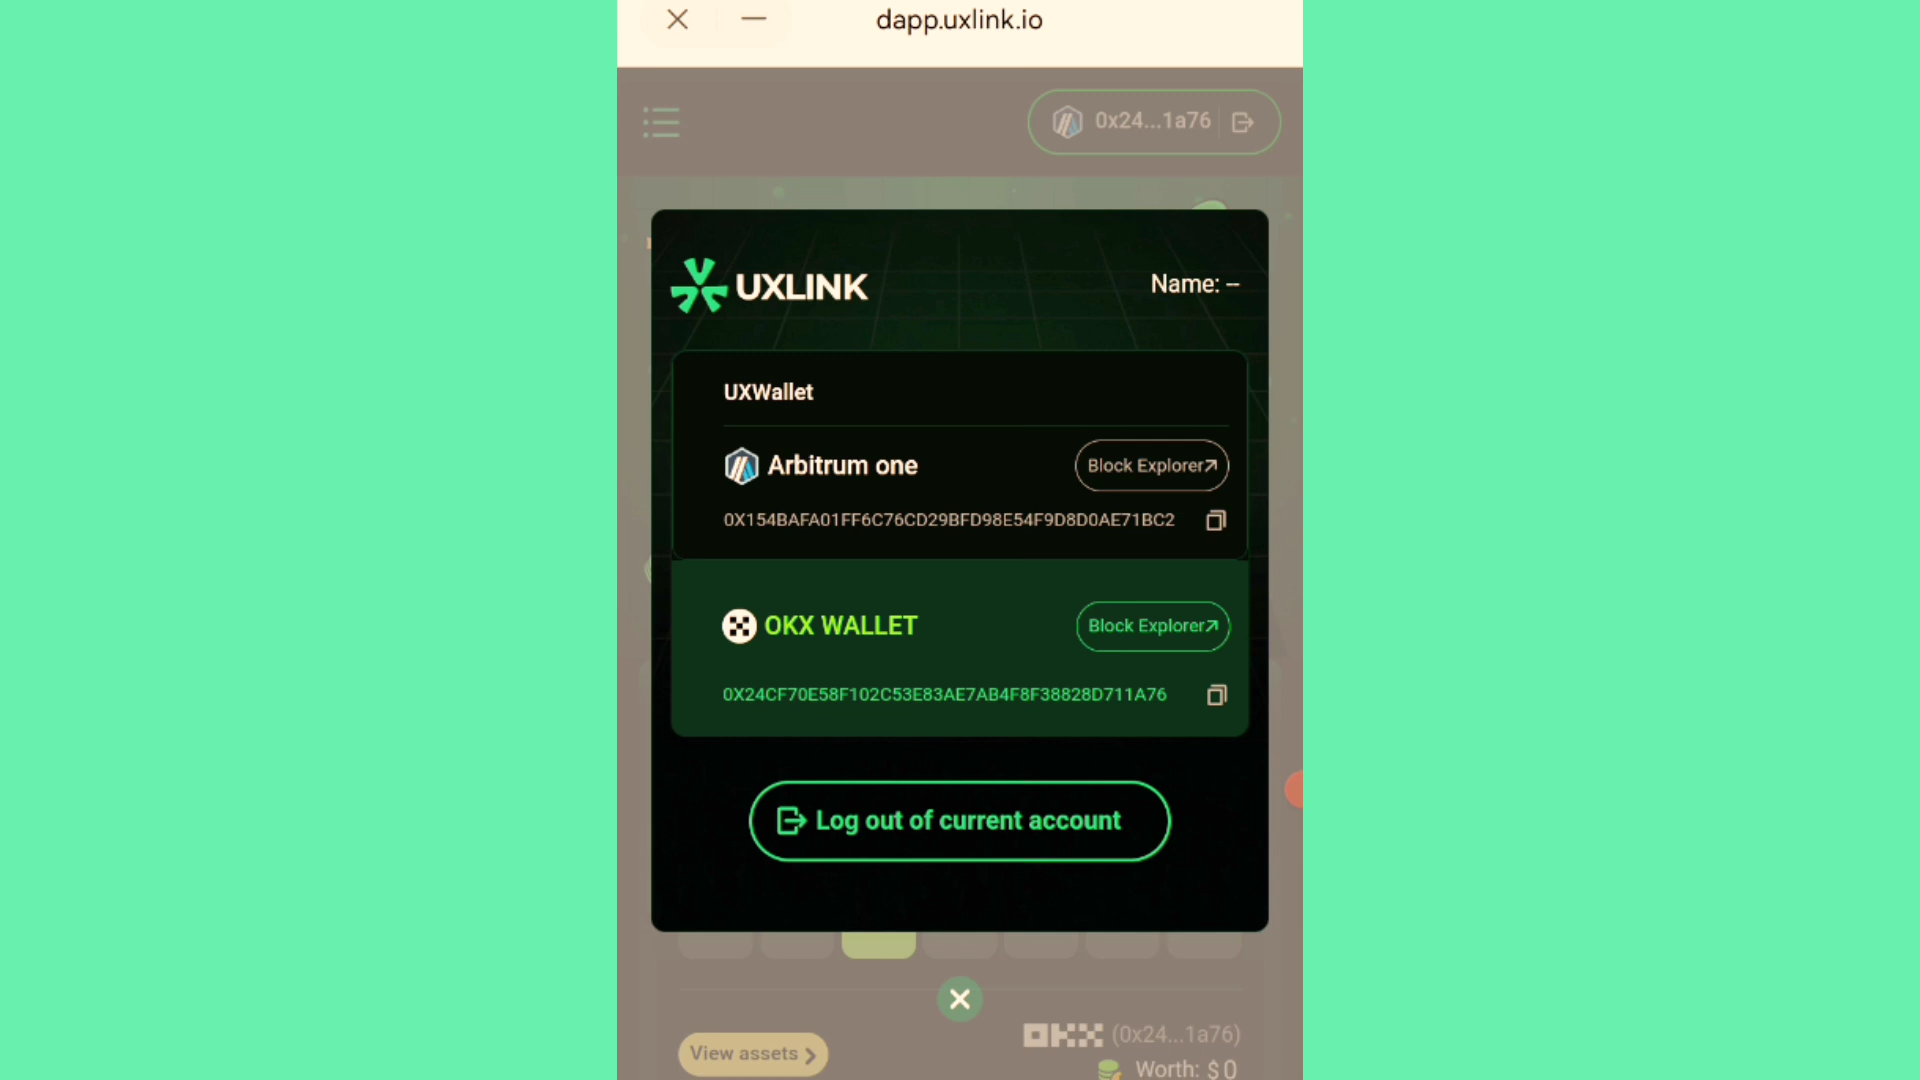 dapp.uxlink.io
0x24...1a76
UXLINK
Name: --
UXWallet
Arbitrum one
Block Explorer
0X154BAFA01FF6C76CD29BFD98E54F9D8D0AE71BC2
OKX WALLET
Block Explorer
0X24CF70E58F102C53E83AE7AB4F8F38828D711A76
Log out of current account
OKX (0x24...1a76)
View assets
Worth: $0